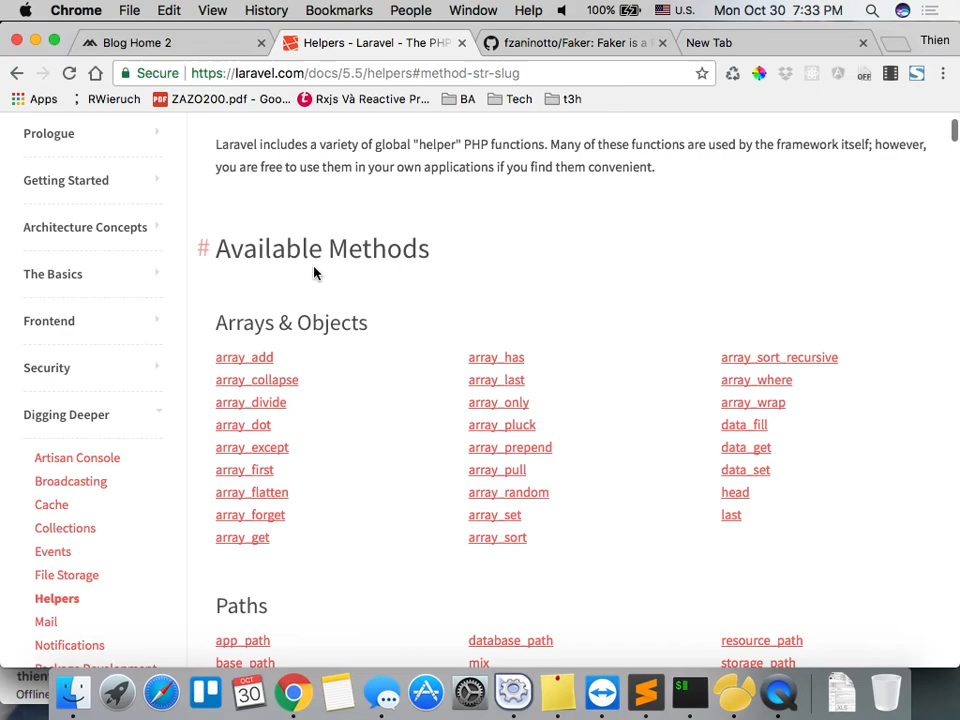 Chrome File Edit View History Bookmarks People Window Help 100% U.S. Mon Oct 30 7:33 PM
Blog Home 2 Helpers - Laravel - The PHP fzaninotto/Faker: Faker is a New Tab Thien
Secure https://laravel.com/docs/5.5/helpers#method-str-slug OFF
Apps RWieruch PDF ZAZO200.pdf - Goo... Rxjs Và Reactive Pr... BA Tech t3h
Prologue
Getting Started
Architecture Concepts
The Basics
Frontend
Security
Digging Deeper
Artisan Console
Broadcasting
Cache
Collections
Events
File Storage
Helpers
Mail
Notifications
Laravel includes a variety of global "helper" PHP functions. Many of these functions are used by the framework itself; however,
you are free to use them in your own applications if you find them convenient.
# Available Methods
Arrays & Objects
array_add array_has array_sort_recursive
array_collapse array_last array_where
array_divide array_only array_wrap
array_dot array_pluck data_fill
array_except array_prepend data_get
array_first array_pull data_set
array_flatten array_random head
array_forget array_set last
array_get array_sort
Paths
app_path database_path resource_path
base_path mix storage_path
Offline
OCT
30
XLS